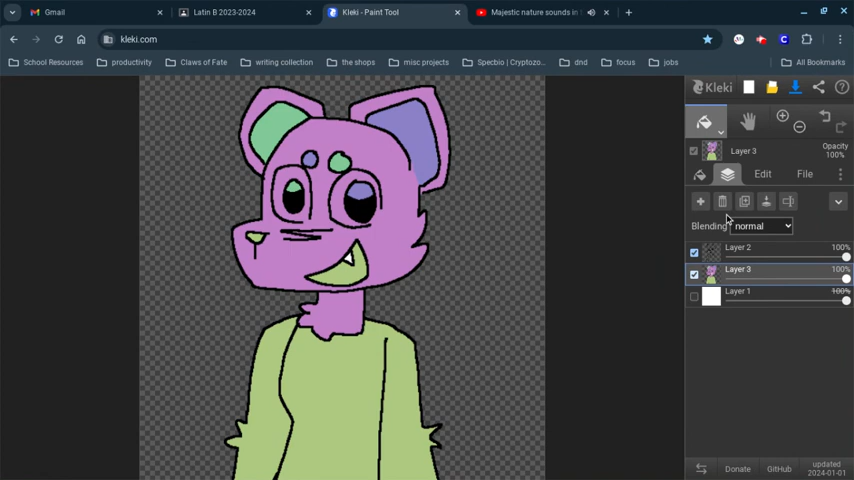 Gmail
Latin B 2023-2024
Kleki - Paint Tool
Majestic nature sounds in
kleki.com
School Resources
productivity
Claws of Fate
writing collection
the shops
misc projects
Specbio | Cryptozo...
dnd
focus
jobs
All Bookmarks
Kleki
Layer 3
Opacity
100%
Edit
File
Blending
normal
Layer 2
100%
Layer 3
100%
Layer 1
100%
Donate
GitHub
updated
2024-01-01